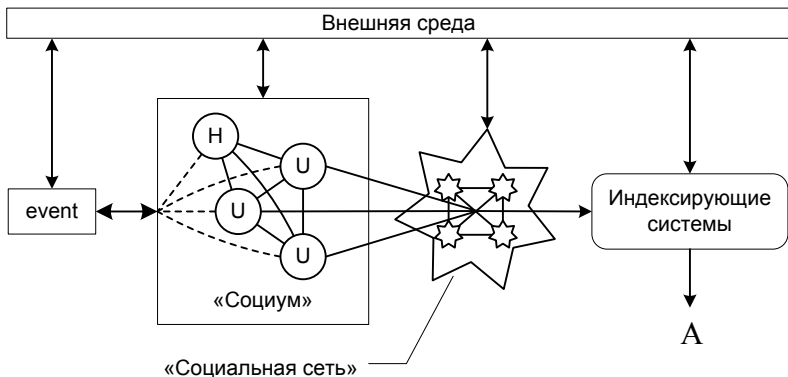 Внешняя среда
H
U
U
U
event
«Социум»
Индексирующие
системы
A
«Социальная сеть»